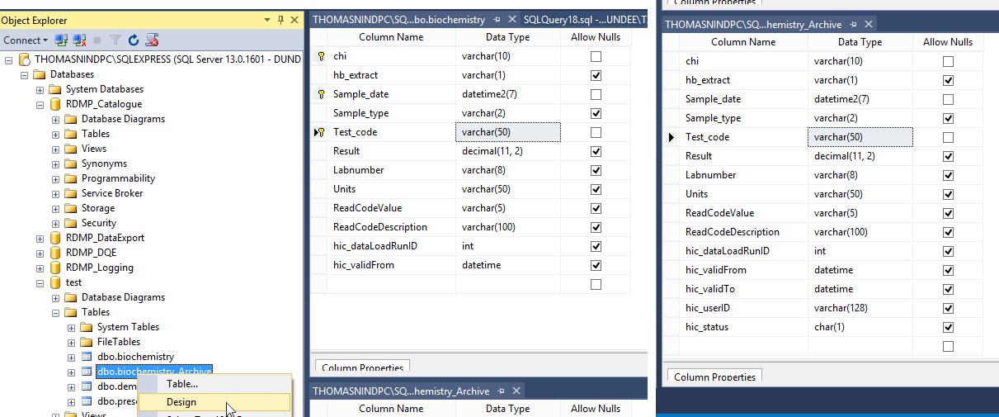 Object Explorer
Connect
THOMASNINDPC\SQLEXPRESS (SQL Server 13.0.1601 - DUND
Databases
System Databases
RDMP_Catalogue
Database Diagrams
Tables
Views
Synonyms
Programmability
Service Broker
Storage
Security
RDMP_DataExport
RDMP_DQE
RDMP_Logging
test
Database Diagrams
Tables
System Tables
FileTables
dbo.biochemistry
dbo.biochemistry_Archive
dbo.dem
dbo.pres
Views
Table...
Design
THOMASNINDPC\SQ...bo.biochemistry SQLQuery18.sql -...UNDEE\T
Column Name Data Type Allow Nulls
chi varchar(10)
hb_extract varchar(1)
Sample_date datetime2(7)
Sample_type varchar(2)
Test_code varchar(50)
Result decimal(11, 2)
Labnumber varchar(8)
Units varchar(50)
ReadCodeValue varchar(5)
ReadCodeDescription varchar(100)
hic_dataLoadRunID int
hic_validFrom datetime
Column Properties
THOMASNINDPC\SQ...hemistry_Archive
Column Name Data Type Allow Nulls
Column Properties
THOMASNINDPC\SQ...hemistry_Archive
Column Name Data Type Allow Nulls
chi varchar(10)
hb_extract varchar(1)
Sample_date datetime2(7)
Sample_type varchar(2)
Test_code varchar(50)
Result decimal(11, 2)
Labnumber varchar(8)
Units varchar(50)
ReadCodeValue varchar(5)
ReadCodeDescription varchar(100)
hic_dataLoadRunID int
hic_validFrom datetime
hic_validTo datetime
hic_userID varchar(128)
hic_status char(1)
Column Properties